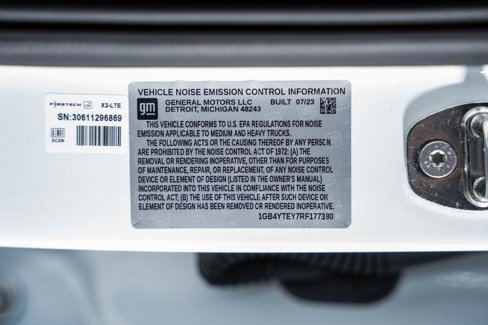 FIRSTECH X2-LTE
SN:30611296869
SCAN
VEHICLE NOISE EMISSION CONTROL INFORMATION
gm GENERAL MOTORS LLC BUILT 07/23
DETROIT, MICHIGAN 48243
THIS VEHICLE CONFORMS TO U.S. EPA REGULATIONS FOR NOISE
EMISSION APPLICABLE TO MEDIUM AND HEAVY TRUCKS.
THE FOLLOWING ACTS OR THE CAUSING THEREOF BY ANY PERSON
ARE PROHIBITED BY THE NOISE CONTROL ACT OF 1972: (A) THE
REMOVAL OR RENDERING INOPERATIVE, OTHER THAN FOR PURPOSES
OF MAINTENANCE, REPAIR, OR REPLACEMENT, OF ANY NOISE CONTROL
DEVICE OR ELEMENT OF DESIGN (LISTED IN THE OWNER'S MANUAL)
INCORPORATED INTO THIS VEHICLE IN COMPLIANCE WITH THE NOISE
CONTROL ACT; (B) THE USE OF THIS VEHICLE AFTER SUCH DEVICE OR
ELEMENT OF DESIGN HAS BEEN REMOVED OR RENDERED INOPERATIVE.
1GB4YTEY7RF177380